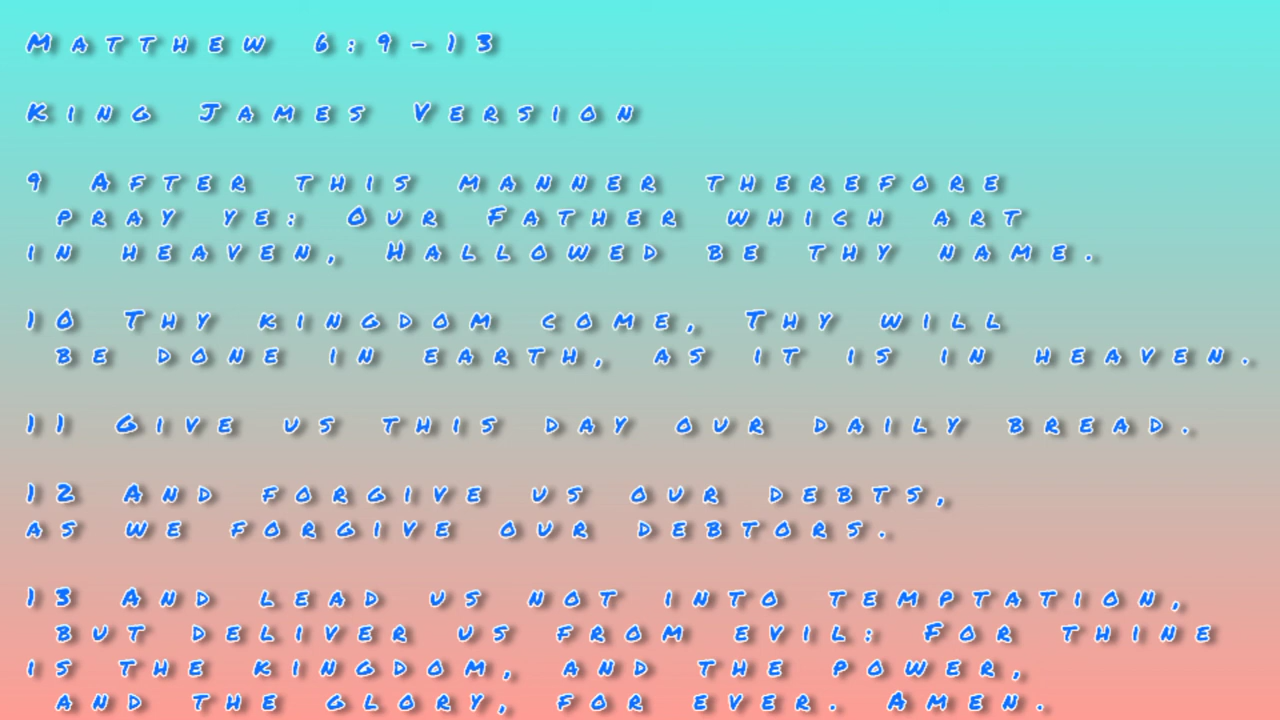 Matthew 6:9-13
King James Version
9 After this manner therefore
pray ye: Our Father which art
in heaven, Hallowed be thy name.
10 Thy kingdom come, Thy will
be done in earth, as it is in heaven.
11 Give us this day our daily bread.
12 And forgive us our debts,
as we forgive our debtors.
13 And lead us not into temptation,
but deliver us from evil: For thine
is the kingdom, and the power,
and the glory, for ever. Amen.